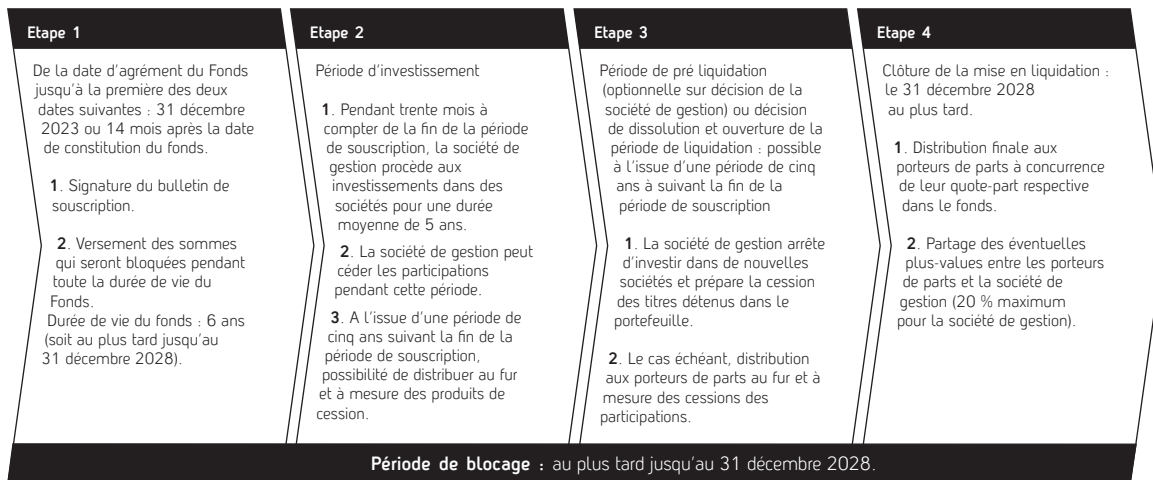 Etape 1
De la date d'agrément du Fonds
jusqu'à la première des deux
dates suivantes : 31 décembre
2023 ou 14 mois après la date
de constitution du fonds.
1. Signature du bulletin de
souscription.
2. Versement des sommes
qui seront bloquées pendant
toute la durée de vie du
Fonds.
Durée de vie du fonds : 6 ans
(soit au plus tard jusqu'au
31 décembre 2028).
Etape 2
Période d'investissement
1. Pendant trente mois à
compter de la fin de la période
de souscription, la société de
gestion procède aux
investissements dans des
sociétés pour une durée
moyenne de 5 ans.
2. La société de gestion peut
céder les participations
pendant cette période.
3. A l'issue d'une période de
cinq ans suivant la fin de la
période de souscription,
possibilité de distribuer au fur
et à mesure des produits de
cession.
Etape 3
Période de pré liquidation
(optionnelle sur décision de la
société de gestion) ou décision
de dissolution et ouverture de la
période de liquidation : possible
à l'issue d'une période de cinq
ans à suivant la fin de la
période de souscription
1. La société de gestion arrête
d'investir dans de nouvelles
sociétés et prépare la cession
des titres détenus dans le
portefeuille.
2. Le cas échéant, distribution
aux porteurs de parts au fur et à
mesure des cessions des
participations.
Etape 4
Clôture de la mise en liquidation :
le 31 décembre 2028
au plus tard.
1. Distribution finale aux
porteurs de parts à concurrence
de leur quote-part respective
dans le fonds.
2. Partage des éventuelles
plus-values entre les porteurs
de parts et la société de
gestion (20 % maximum
pour la société de gestion).
Période de blocage : au plus tard jusqu'au 31 décembre 2028.